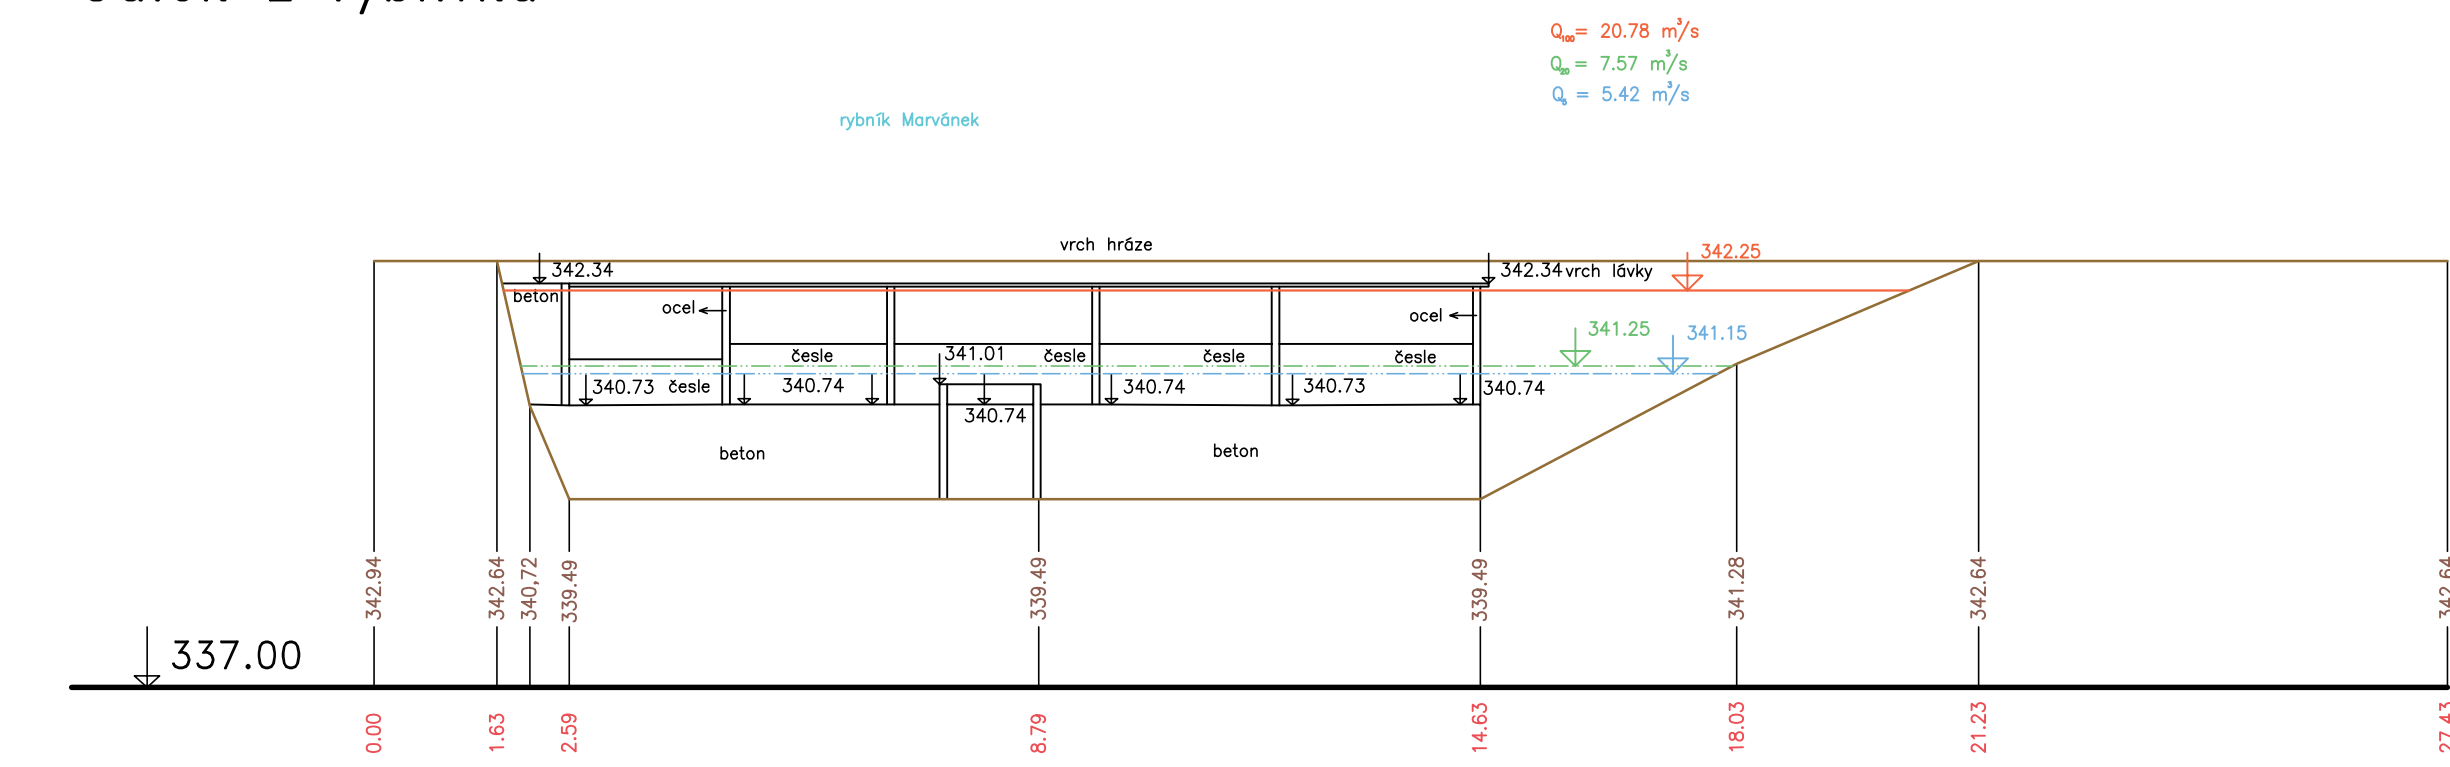 Q100= 20.78 m³/s
Q20 = 7.57 m³/s
Q5 = 5.42 m³/s
rybník Marvánek
vrch hráze
342.25
342.34
342.34 vrch lávky
beton
ocel
ocel
341.25
341.15
česle
341.01
česle
česle
česle
340.73
česle
340.74
340.74
340.73
340.74
340.74
beton
beton
342.94
342.64
340,72
339.49
339.49
339.49
341.28
342.64
342.64
337.00
0.00
1.63
2.59
8.79
14.63
18.03
21.23
27.43